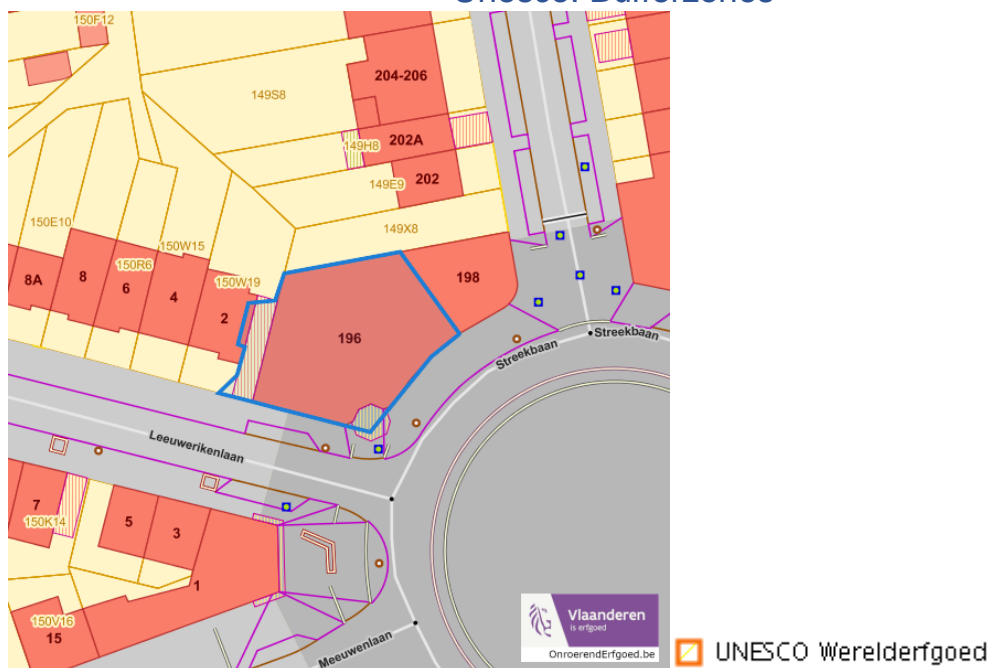 Unesco: Bufferzones
150F12
204-206
149S8
202A
149H8
202
149E9
150E10
149X8
150W15
150R6
150W19
198
8A
8
6
4
2
196
Streekbaan
Streekbaan
Leeuwerikenlaan
7
150K14
5
3
1
150V16
15
Meeuwenlaan
Vlaanderen
is erfgoed
OnroerendErfgoed.be
UNESCO Werelderfgoed